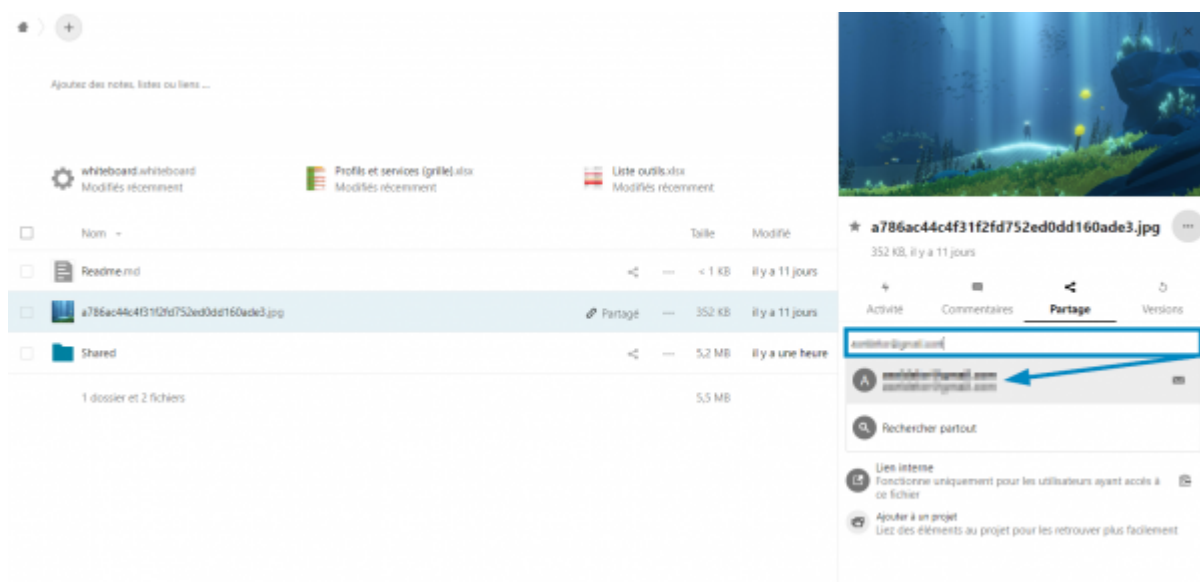 Ajoutez des notes, listes ou liens ...
whiteboard.whiteboard
Modifiés récemment
Profils et services (grille).xlsx
Modifiés récemment
Liste outils.xlsx
Modifiés récemment
Nom Taille Modifié
Readme.md < 1 KB il y a 11 jours
a786ac44c4f31f2fd752ed0dd160ade3.jpg Partagé 352 KB il y a 11 jours
Shared 5,2 MB il y a une heure
1 dossier et 2 fichiers 5,5 MB
a786ac44c4f31f2fd752ed0dd160ade3.jpg
352 KB, il y a 11 jours
Activité Commentaires Partage Versions
A
Rechercher partout
Lien interne
Fonctionne uniquement pour les utilisateurs ayant accès à
ce fichier
Ajouter à un projet
Liez des éléments au projet pour les retrouver plus facilement